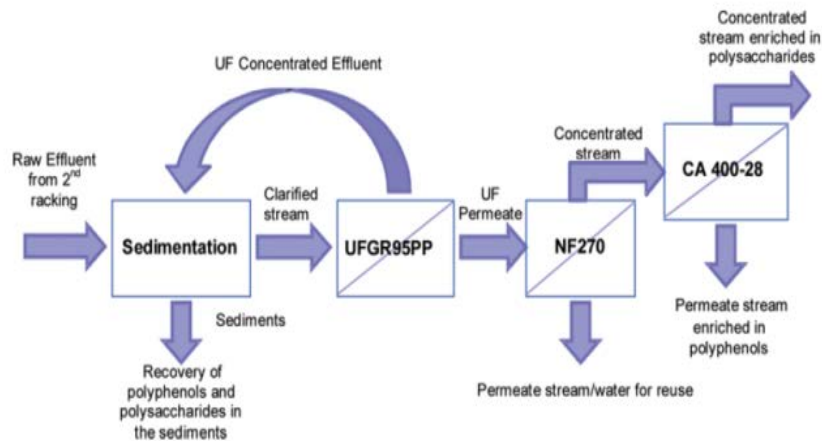 UF Concentrated Effluent
Concentrated
stream enriched in
polysaccharides
Raw Effluent
from 2nd
racking
Sedimentation
Clarified
stream
UFGR95PP
UF
Permeate
NF270
Concentrated
stream
CA 400-28
Sediments
Recovery of
polyphenols and
polysaccharides in
the sediments
Permeate stream/water for reuse
Permeate stream
enriched in
polyphenols